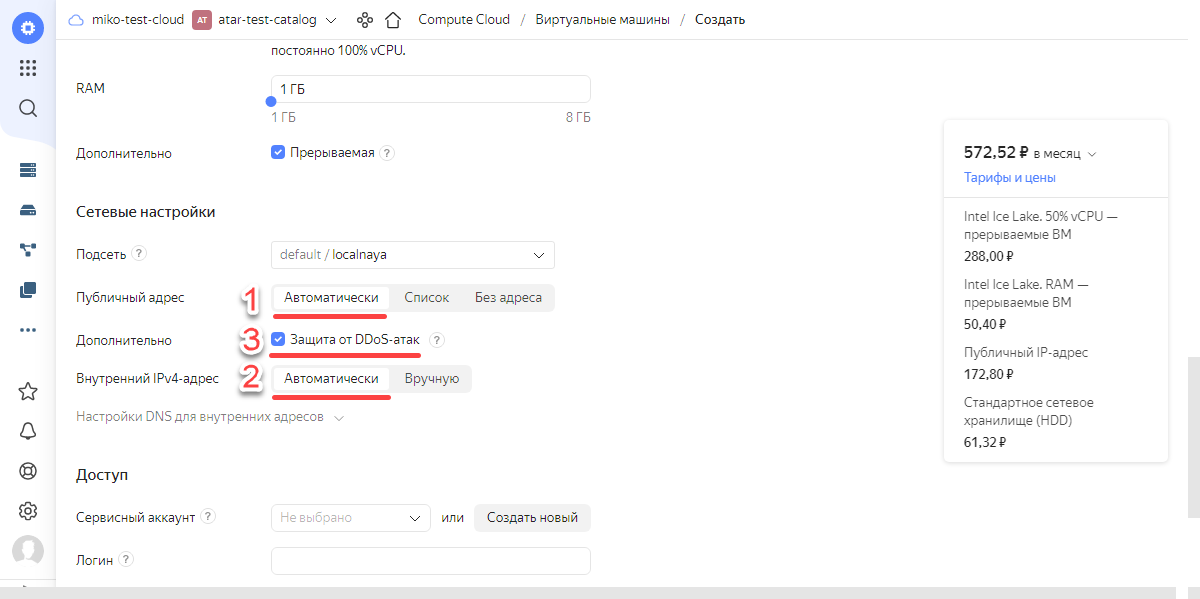 miko-test-cloud AT atar-test-catalog Compute Cloud / Виртуальные машины / Создать
постоянно 100% vCPU.
RAM 1 ГБ
1 ГБ 8 ГБ
Дополнительно Прерываемая ?
Сетевые настройки
Подсеть ? default / localnaya
Публичный адрес 1 Автоматически Список Без адреса
Дополнительно 3 Защита от DDoS-атак ?
Внутренний IPv4-адрес 2 Автоматически Вручную
Настройки DNS для внутренних адресов
Доступ
Сервисный аккаунт ? Не выбрано или Создать новый
Логин ?
572,52 ₽ в месяц
Тарифы и цены
Intel Ice Lake. 50% vCPU —
прерываемые ВМ
288,00 ₽
Intel Ice Lake. RAM —
прерываемые ВМ
50,40 ₽
Публичный IP-адрес
172,80 ₽
Стандартное сетевое
хранилище (HDD)
61,32 ₽